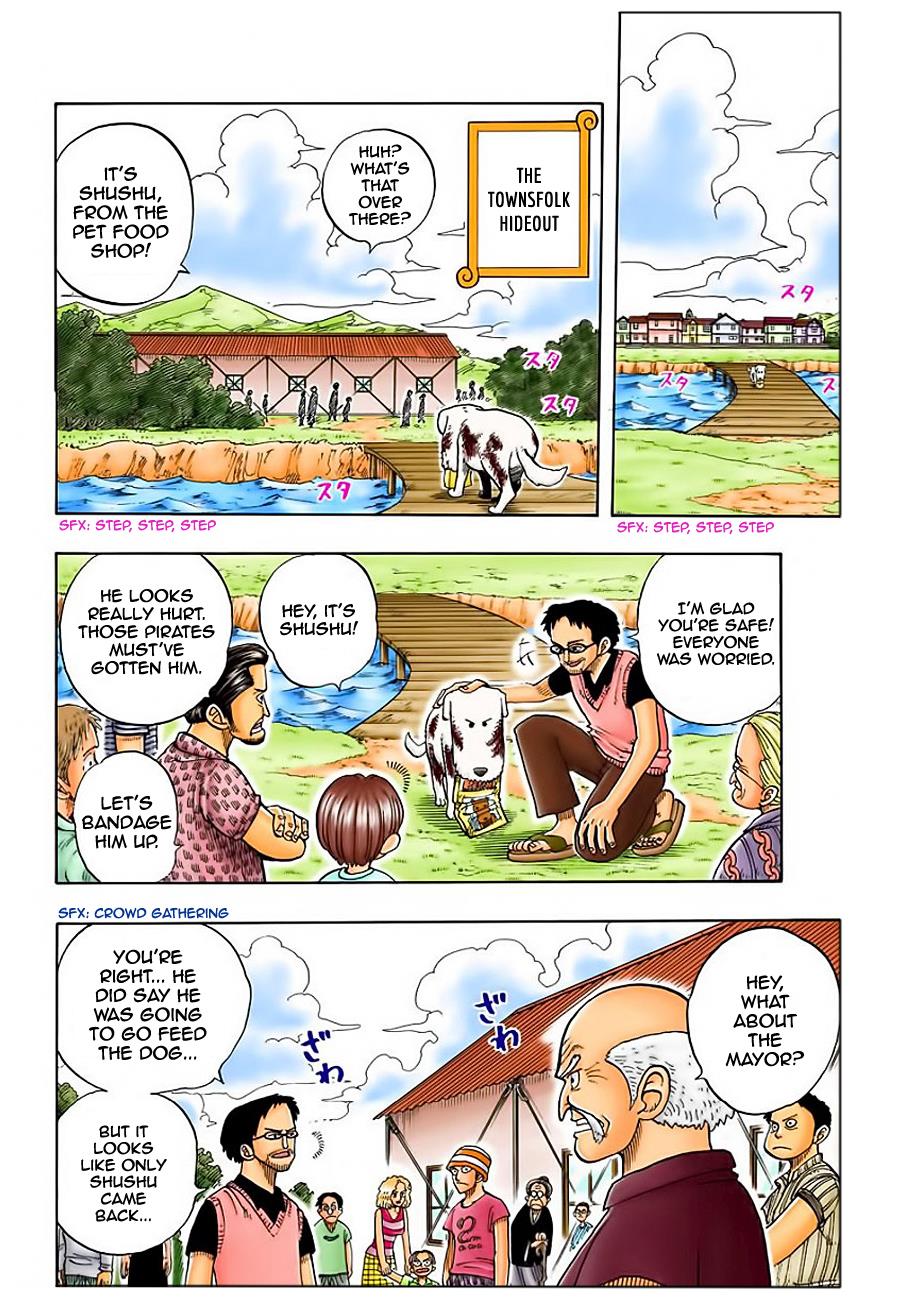 スタ
スタ
ス
SFX: STEP, STEP, STEP
THE
TOWNSFOLK
HIDEOUT
HUH?
WHAT'S
THAT
OVER
THERE?
IT'S
SHUSHU,
FROM THE
PET FOOD
SHOP!
スタ
スタ
スタ
SFX: STEP, STEP, STEP
I'M GLAD
YOU'RE SAFE!
EVERYONE
WAS WORRIED.
HEY, IT'S
SHUSHU!
HE LOOKS
REALLY HURT.
THOSE PIRATES
MUST'VE
GOTTEN HIM.
LET'S
BANDAGE
HIM UP.
SFX: CROWD GATHERING
HEY,
WHAT
ABOUT
THE
MAYOR?
ざわ
ざわ
YOU'RE
RIGHT... HE
DID SAY HE
WAS GOING
TO GO FEED
THE DOG...
BUT IT
LOOKS
LIKE ONLY
SHUSHU
CAME
BACK...